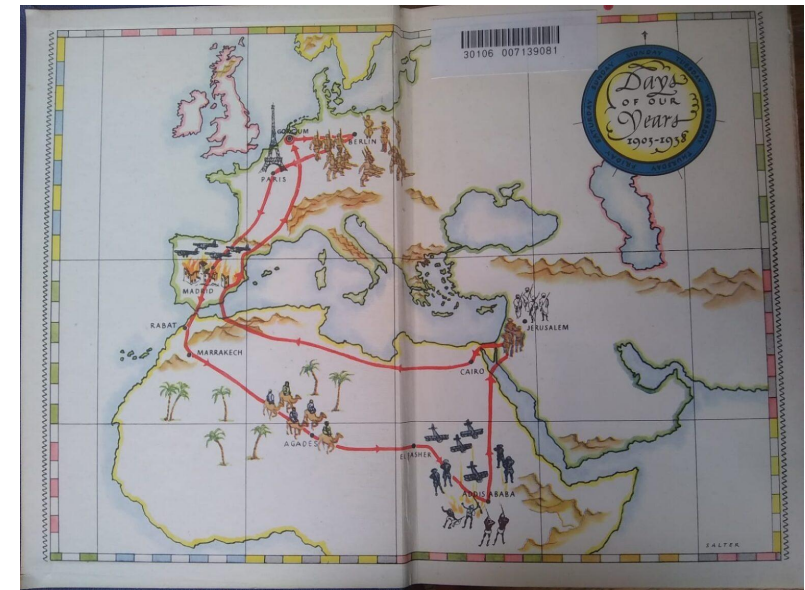 30106 007139081
Days
OF OUR
Years
1903-1938
BERLIN
PARIS
MADRID
RABAT
MARRAKECH
JERUSALEM
CAIRO
AGADES
EL FASHER
ADDIS ABABA
SALTER